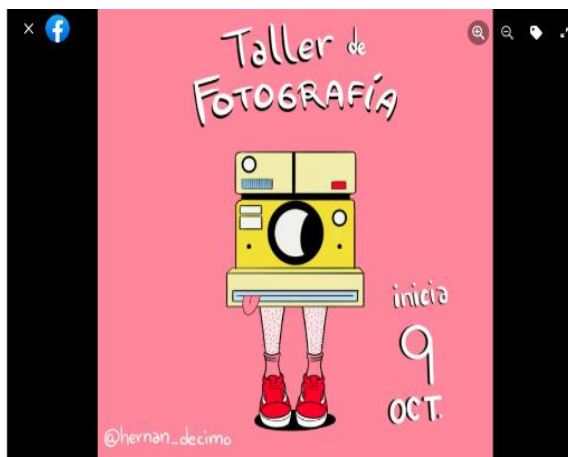 Taller de
FOTOGRAFÍA
inicia
9
OCT.
@hernan_decimo